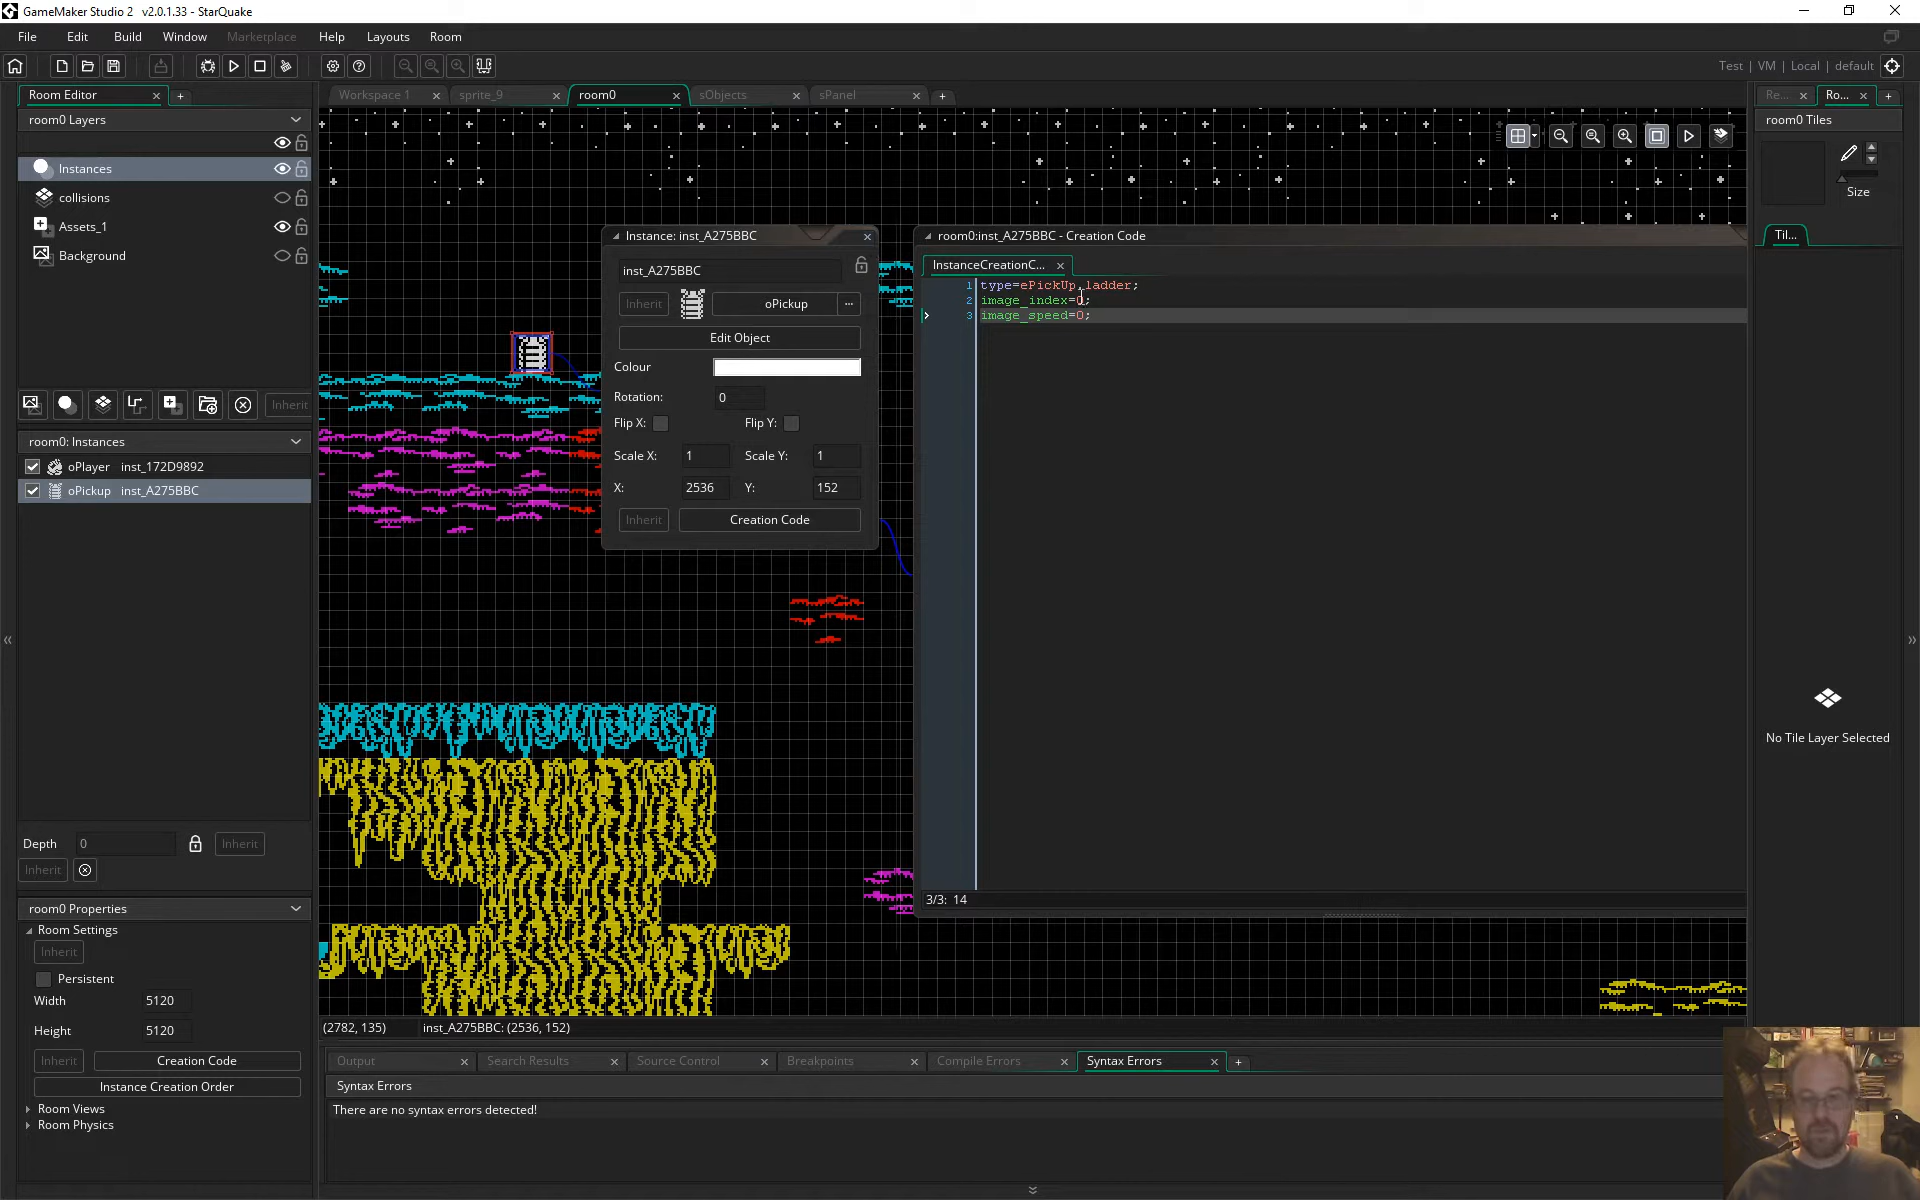 GameMaker Studio 2   v2.0.1.33 - StarQuake
File Edit Build Window Marketplace Help Layouts Room
Test | VM | Local | default
Room Editor
Workspace 1
sprite_9
room0
sObjects
sPanel
Re...
Ro...
room0 Layers
room0 Tiles
Instances
collisions
Assets_1
Background
Size
Til...
Inherit
room0: Instances
oPlayer inst_172D9892
oPickup inst_A275BBC
Instance: inst_A275BBC
inst_A275BBC
Inherit
oPickup
...
Edit Object
Colour
Rotation: 0
Flip X:
Flip Y:
Scale X: 1
Scale Y: 1
X: 2536
Y: 152
Inherit
Creation Code
room0:inst_A275BBC - Creation Code
InstanceCreationC...
1 type=ePickUp.ladder;
2 image_index=0;
3 image_speed=0;
3/3: 14
No Tile Layer Selected
Depth 0
Inherit
Inherit
room0 Properties
Room Settings
Inherit
Persistent
Width 5120
Height 5120
Inherit
Creation Code
Instance Creation Order
Room Views
Room Physics
(2782, 135)
inst_A275BBC: (2536, 152)
Output
Search Results
Source Control
Breakpoints
Compile Errors
Syntax Errors
Syntax Errors
There are no syntax errors detected!